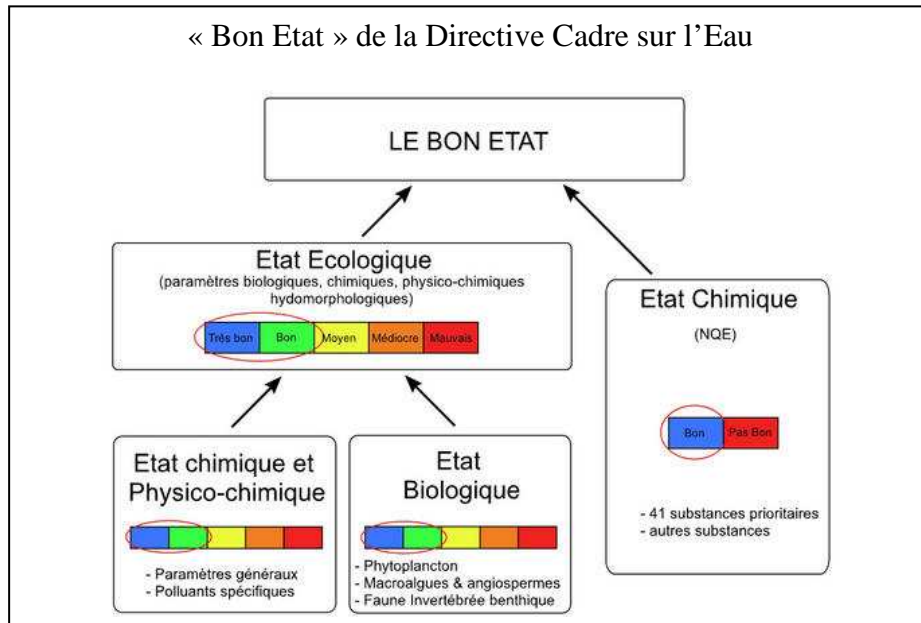 « Bon Etat » de la Directive Cadre sur l’Eau
LE BON ETAT
Etat Ecologique
(paramètres biologiques, chimiques, physico-chimiques
hydomorphologiques)
Très bon
Bon
Moyen
Médiocre
Mauvais
Etat Chimique
(NQE)
Bon
Pas Bon
- 41 substances prioritaires
- autres substances
Etat chimique et
Physico-chimique
- Paramètres généraux
- Polluants spécifiques
Etat
Biologique
- Phytoplancton
- Macroalgues & angiospermes
- Faune Invertébrée benthique